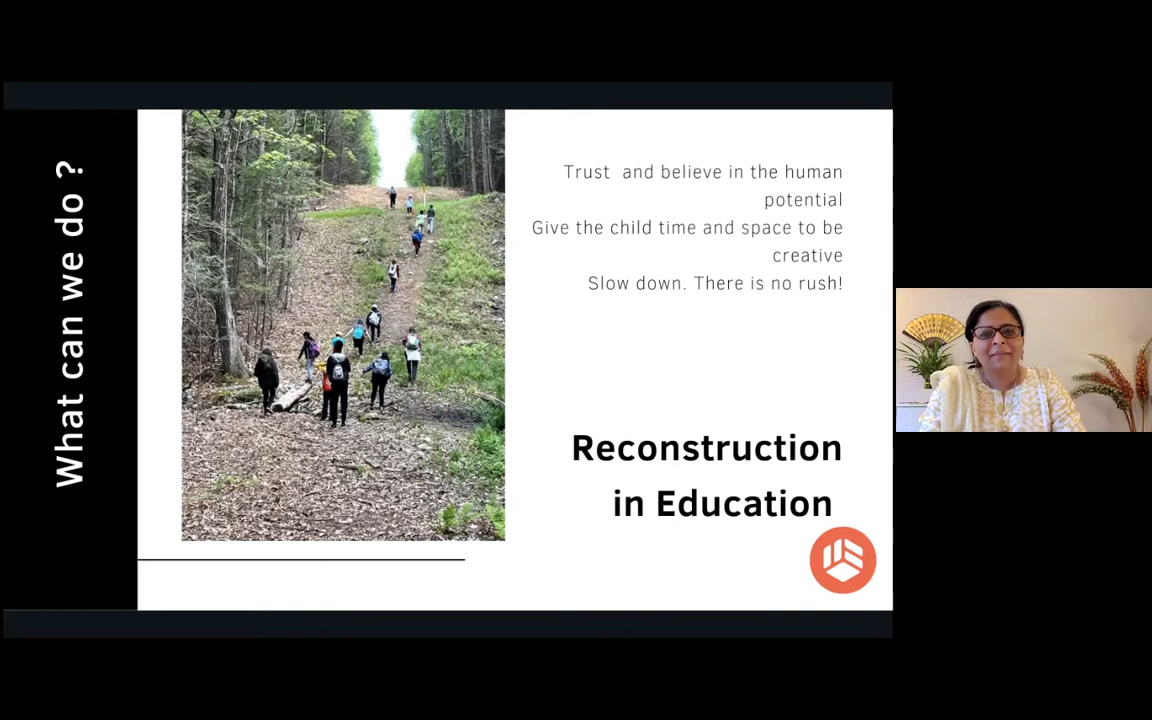 What can we do ?
Trust and believe in the human
potential
Give the child time and space to be
creative
Slow down. There is no rush!
Reconstruction
in Education